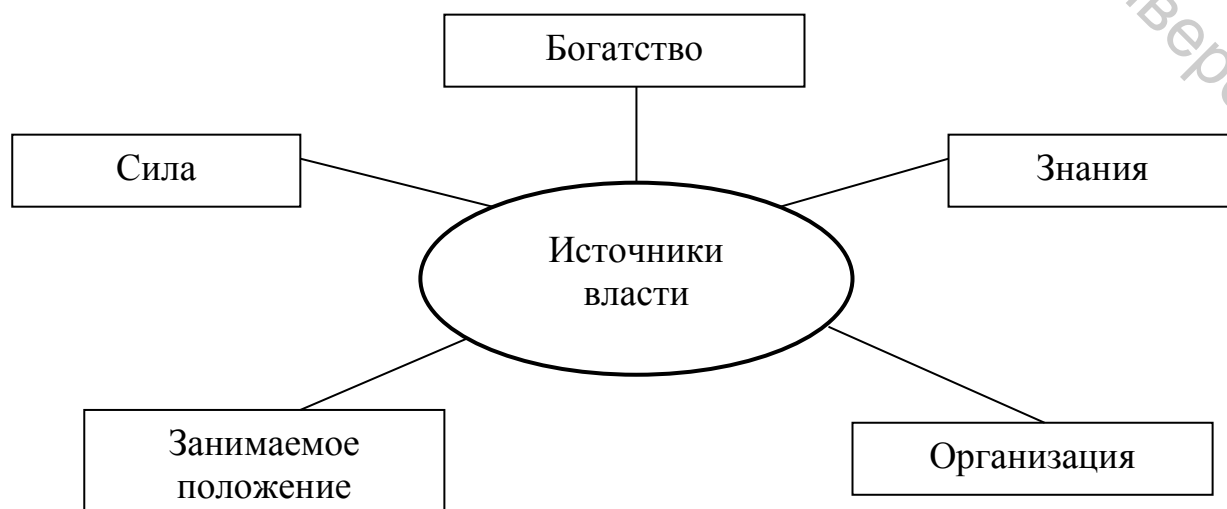 Богатство
Сила
Знания
Источники
власти
Занимаемое
положение
Организация